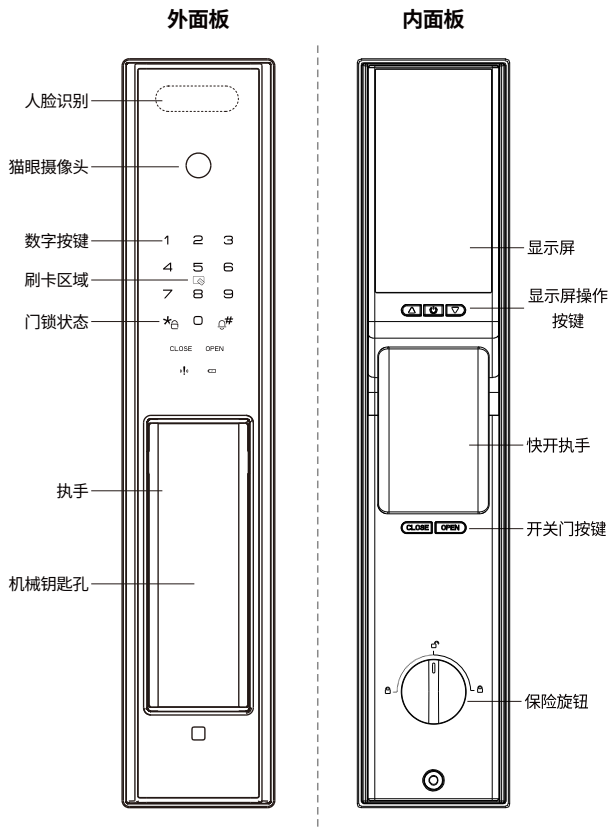 外面板
内面板
人脸识别
猫眼摄像头
数字按键
1 2 3
4 5 6
刷卡区域
7 8 9
门锁状态
* 0 #
CLOSE OPEN
执手
机械钥匙孔
显示屏
显示屏操作
按键
快开执手
CLOSE OPEN
开关门按键
保险旋钮